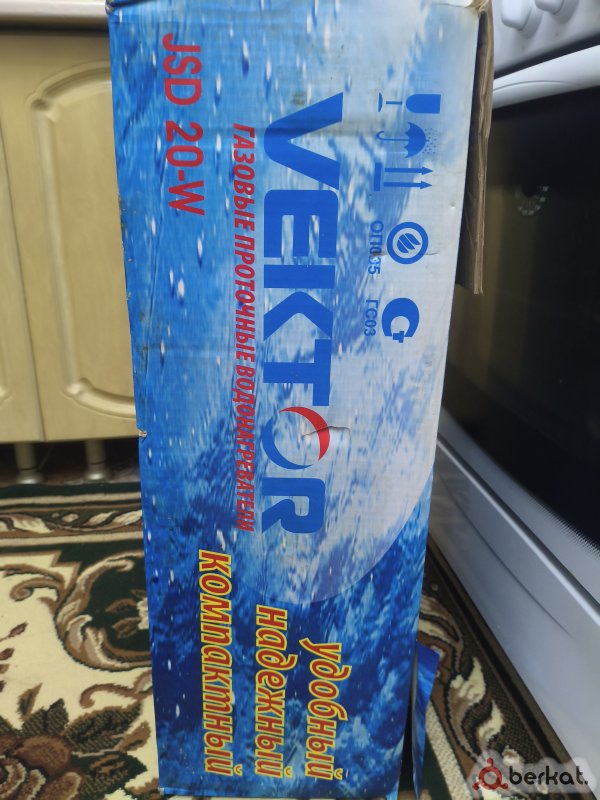 VEKTOR
ГАЗОВЫЕ ПРОТОЧНЫЕ ВОДОНАГРЕВАТЕЛИ
JSD 20-W
ОП035
ГС03
удобный
надежный
компактный
berkat.